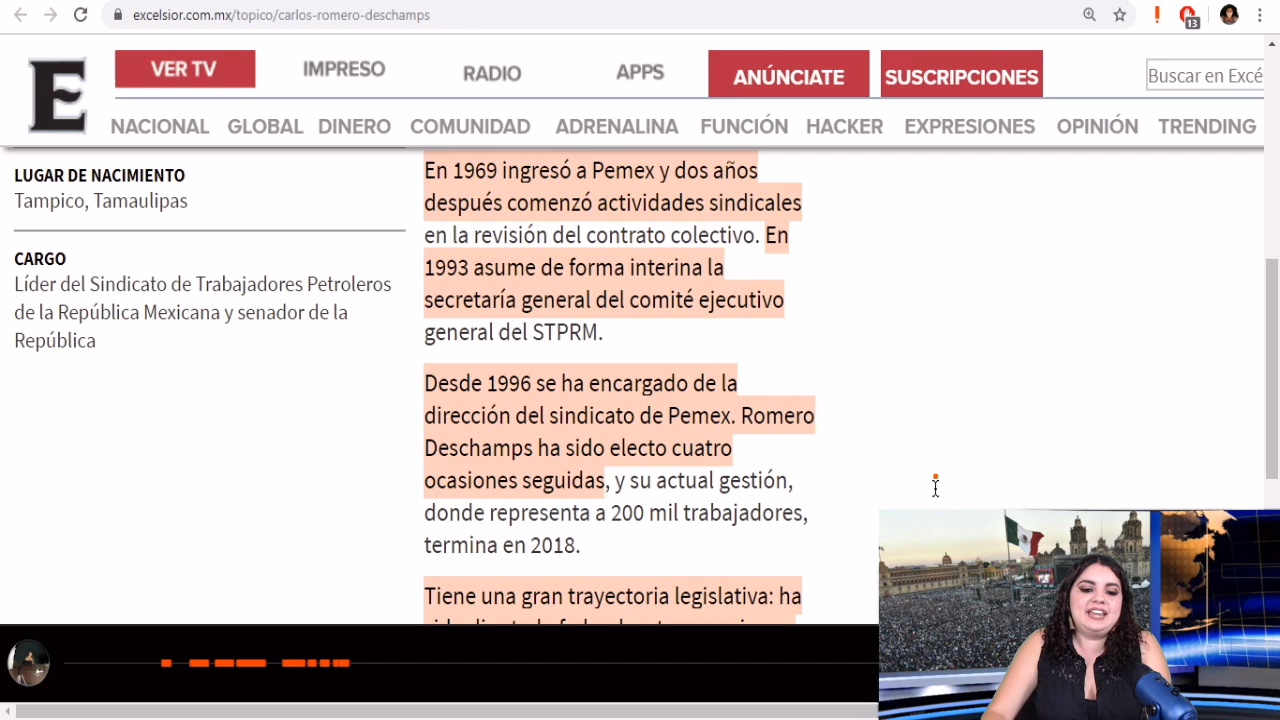 excelsior.com.mx/topico/carlos-romero-deschamps
13
E
VER TV
IMPRESO
RADIO
APPS
ANÚNCIATE
SUSCRIPCIONES
Buscar en Excé
NACIONAL GLOBAL DINERO COMUNIDAD ADRENALINA FUNCIÓN HACKER EXPRESIONES OPINIÓN TRENDING
LUGAR DE NACIMIENTO
Tampico, Tamaulipas
CARGO
Líder del Sindicato de Trabajadores Petroleros
de la República Mexicana y senador de la
República
En 1969 ingresó a Pemex y dos años
después comenzó actividades sindicales
en la revisión del contrato colectivo. En
1993 asume de forma interina la
secretaría general del comité ejecutivo
general del STPRM.
Desde 1996 se ha encargado de la
dirección del sindicato de Pemex. Romero
Deschamps ha sido electo cuatro
ocasiones seguidas, y su actual gestión,
donde representa a 200 mil trabajadores,
termina en 2018.
Tiene una gran trayectoria legislativa: ha